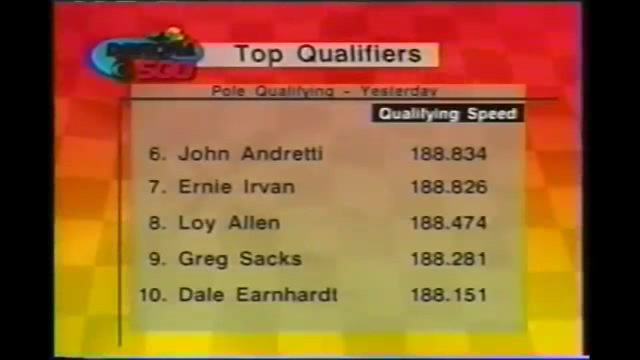 500
Top Qualifiers
Pole Qualifying - Yesterday
Qualifying Speed
6. John Andretti 188.834
7. Ernie Irvan 188.826
8. Loy Allen 188.474
9. Greg Sacks 188.281
10. Dale Earnhardt 188.151